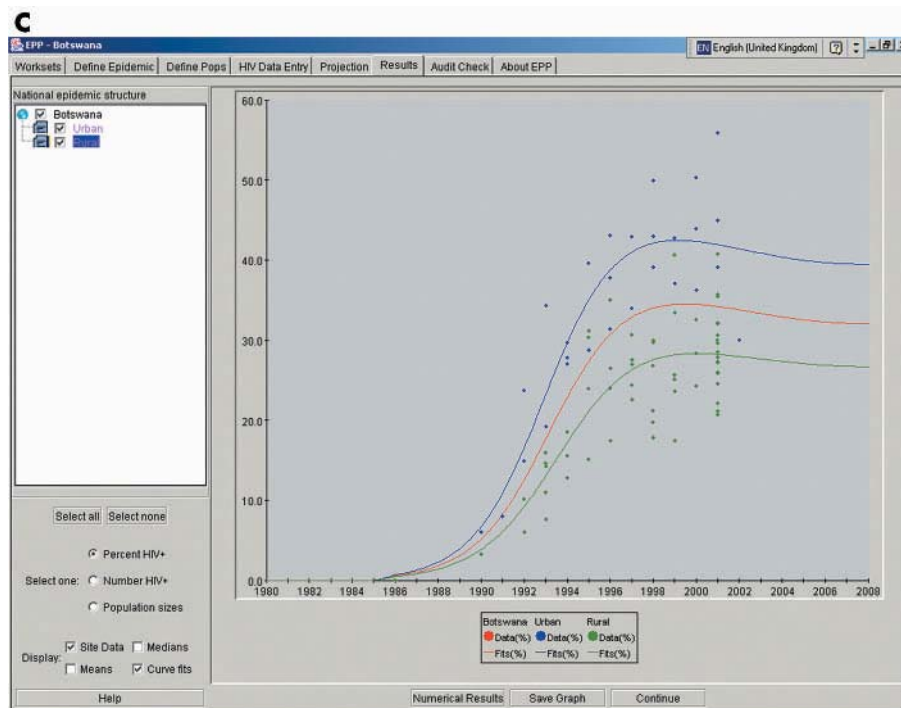 C
EPP - Botswana
EN English (United Kingdom)
Worksets Define Epidemic Define Pops HIV Data Entry Projection Results Audit Check About EPP
National epidemic structure
Botswana
Urban
Rural
Select all Select none
Percent HIV+
Select one: Number HIV+
Population sizes
Display: Site Data Medians
Means Curve fits
Help
60.0
50.0
40.0
30.0
20.0
10.0
0.0
1980 1982 1984 1986 1988 1990 1992 1994 1996 1998 2000 2002 2004 2006 2008
Botswana Urban Rural
Data(%) Data(%) Data(%)
Fits(%) Fits(%) Fits(%)
Numerical Results Save Graph Continue